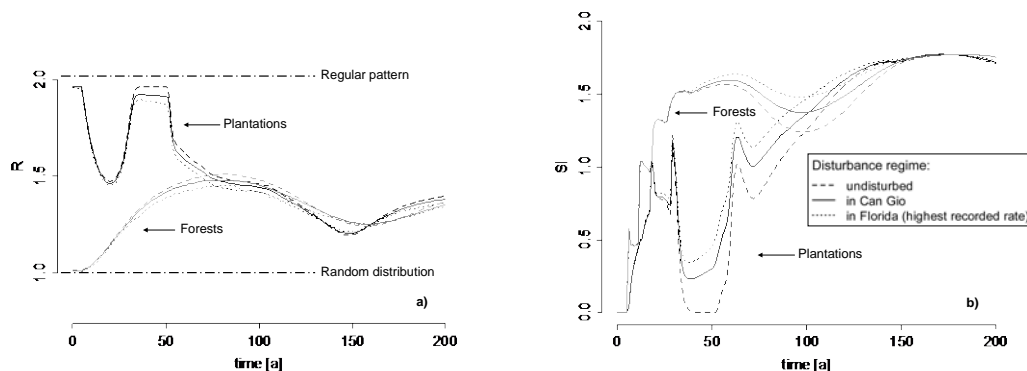 2.0
1.5
1.0
R
Regular pattern
Plantations
Forests
Random distribution
a)
0 50 100 150 200
time [a]
2.0
1.5
1.0
0.5
0.0
SI
Forests
Disturbance regime:
undisturbed
in Can Gio
in Florida (highest recorded rate)
Plantations
b)
0 50 100 150 200
time [a]